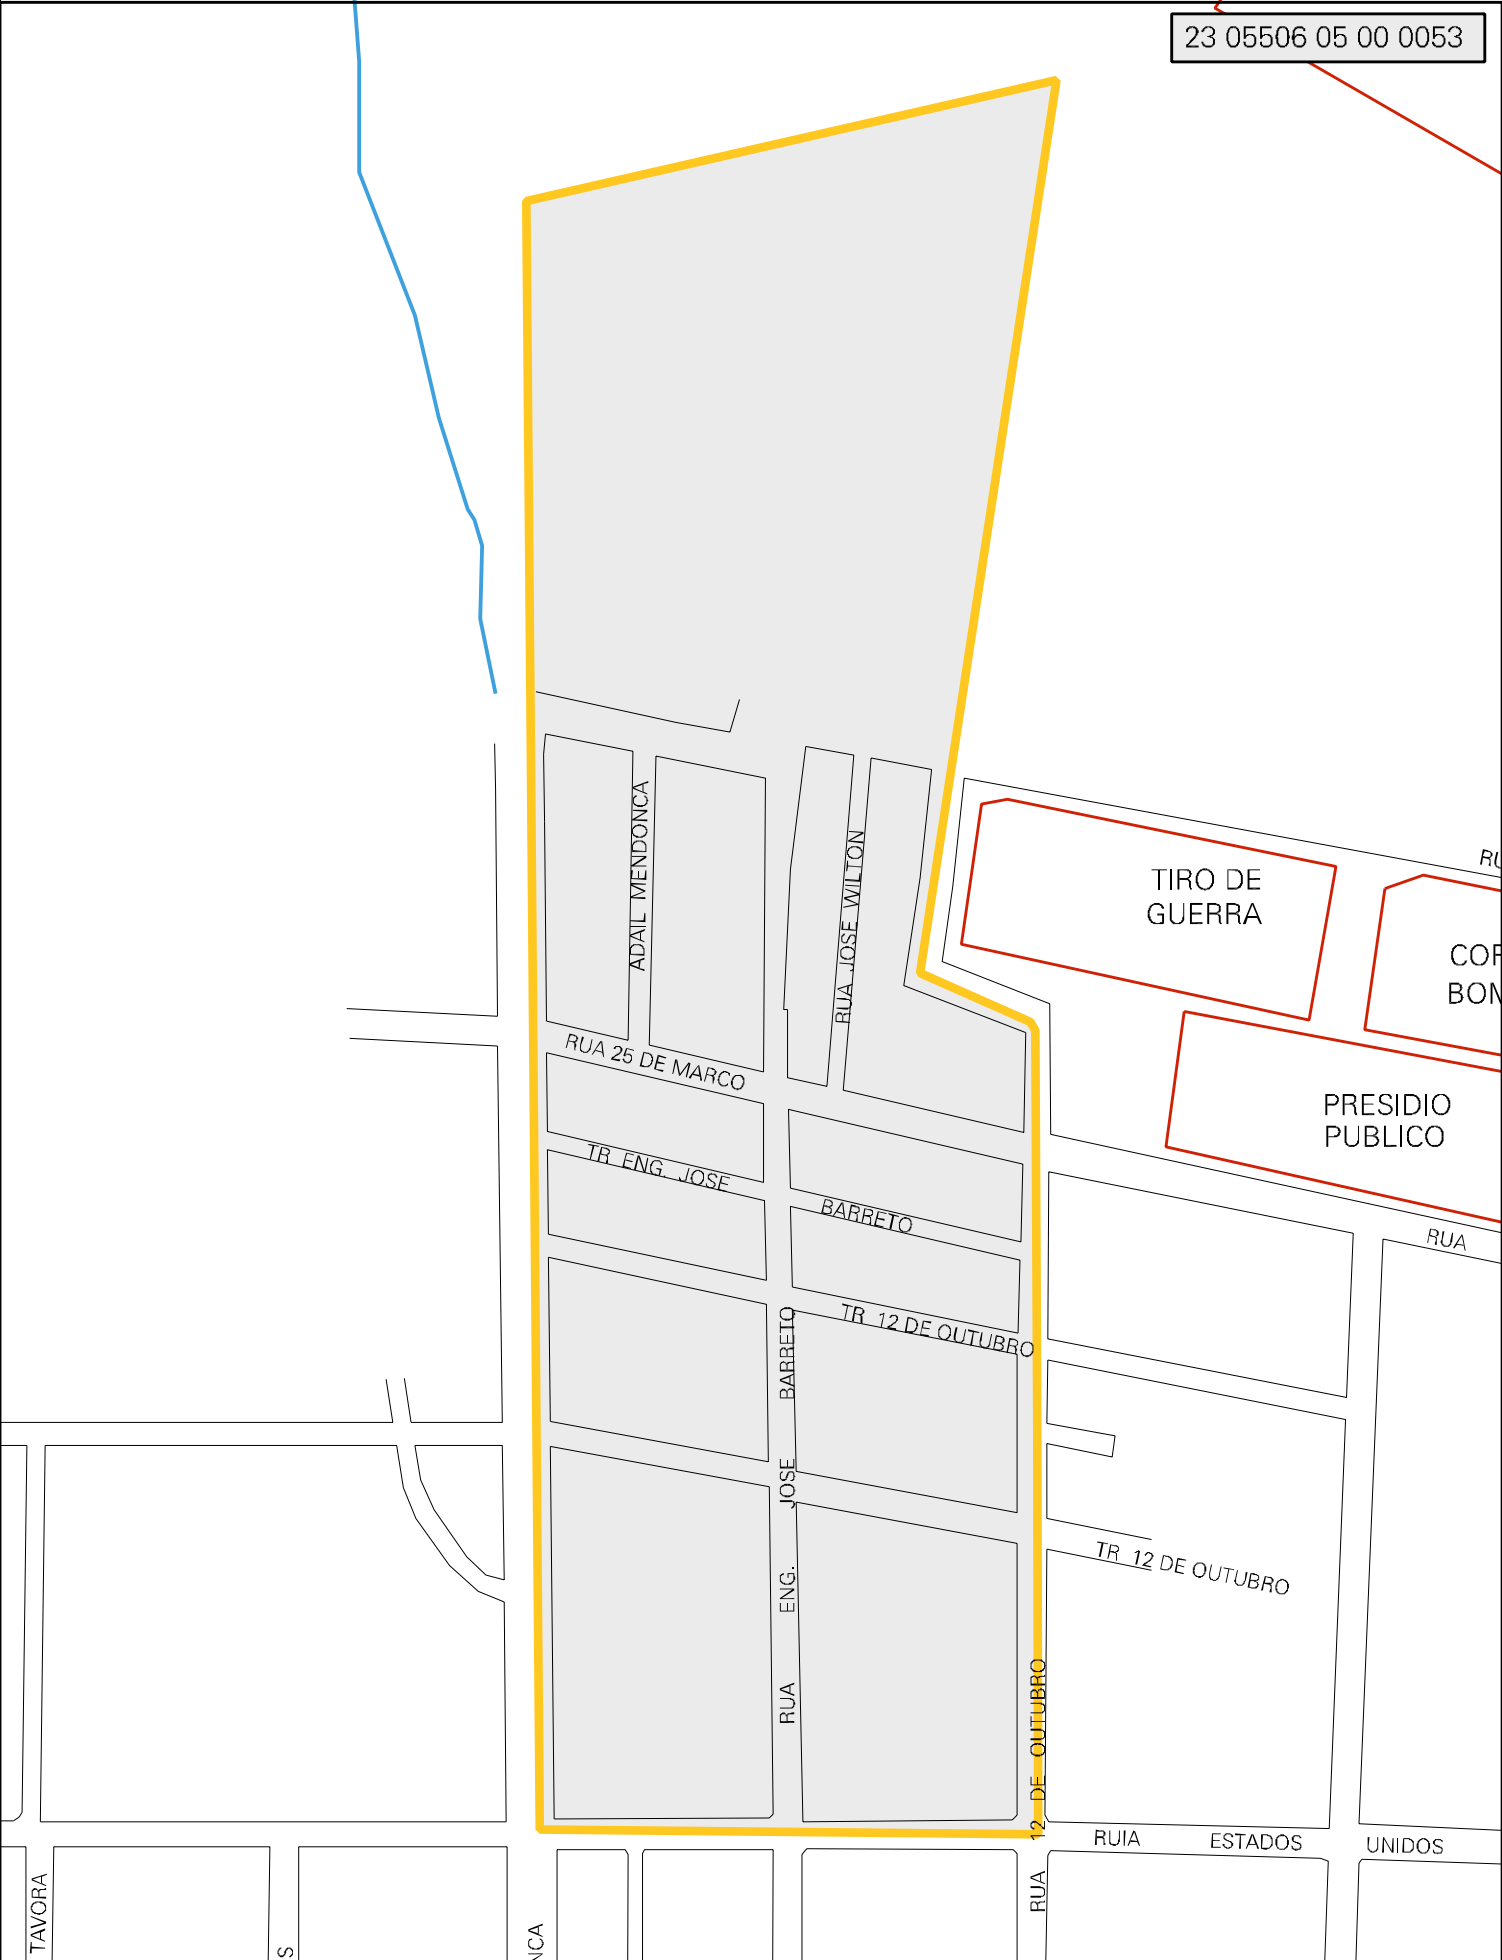 23 05506 05 00 0053
ADAIL MENDONCA
RUA JOSE WILTON
TIRO DE
GUERRA
RUA 25 DE MARCO
PRESIDIO
PUBLICO
TR ENG. JOSE BARRETO
RUA
TR 12 DE OUTUBRO
RUA ENG. JOSE BARRETO
TR 12 DE OUTUBRO
RUA 12 DE OUTUBRO
RUIA ESTADOS UNIDOS
TAVORA